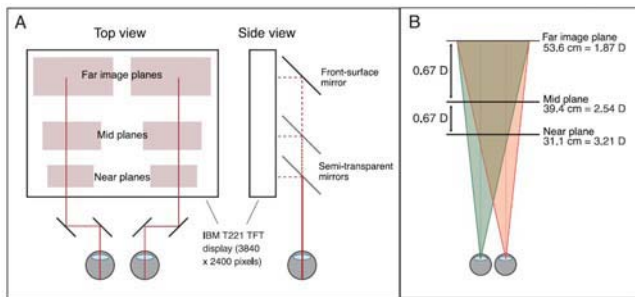 A
Top view
Side view
Far image planes
Mid planes
Near planes
Front-surface
mirror
Semi-transparent
mirrors
IBM T221 TFT
display (3840
x 2400 pixels)
B
Far image plane
53.6 cm = 1.87 D
0.67 D
Mid plane
39.4 cm = 2.54 D
0.67 D
Near plane
31.1 cm = 3.21 D